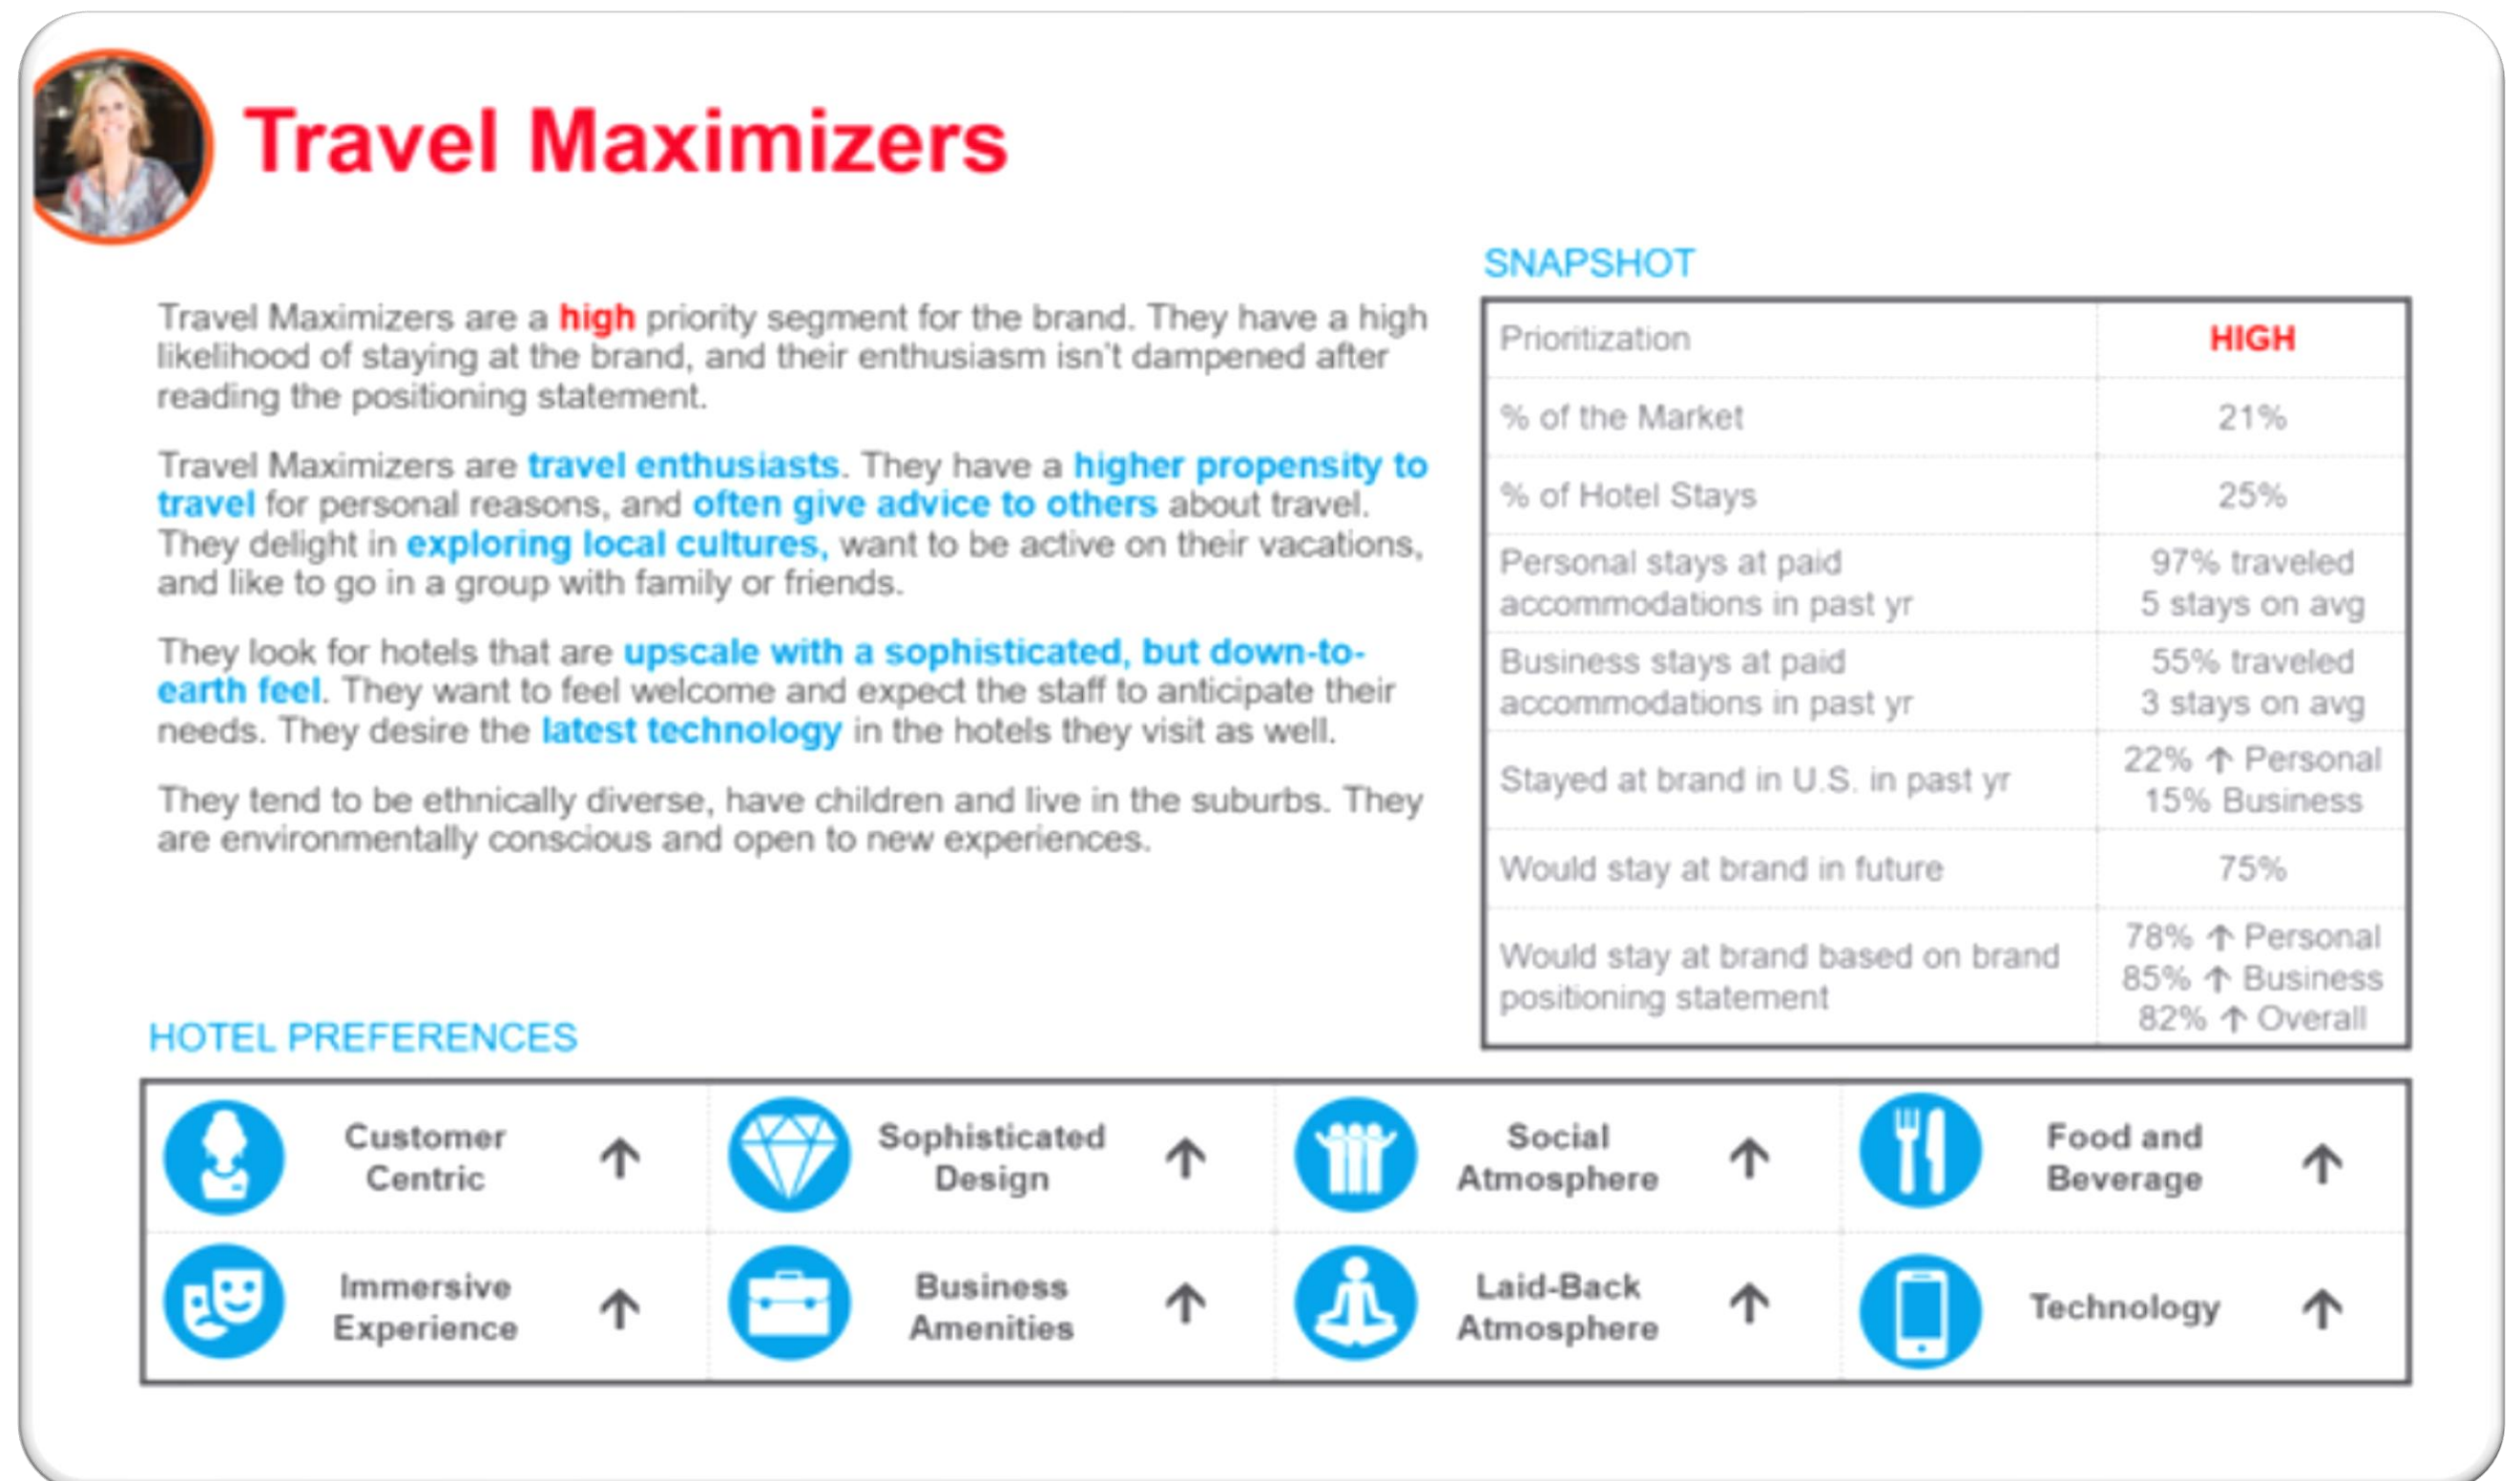 Travel Maximizers
Travel Maximizers are a high priority segment for the brand. They have a high
likelihood of staying at the brand, and their enthusiasm isn't dampened after
reading the positioning statement.
Travel Maximizers are travel enthusiasts. They have a higher propensity to
travel for personal reasons, and often give advice to others about travel.
They delight in exploring local cultures, want to be active on their vacations,
and like to go in a group with family or friends.
They look for hotels that are upscale with a sophisticated, but down-to-
earth feel. They want to feel welcome and expect the staff to anticipate their
needs. They desire the latest technology in the hotels they visit as well.
They tend to be ethnically diverse, have children and live in the suburbs. They
are environmentally conscious and open to new experiences.
SNAPSHOT
Prioritization HIGH
% of the Market 21%
% of Hotel Stays 25%
Personal stays at paid 97% traveled
accommodations in past yr 5 stays on avg
Business stays at paid 55% traveled
accommodations in past yr 3 stays on avg
Stayed at brand in U.S. in past yr
22% ↑ Personal
15% Business
Would stay at brand in future 75%
Would stay at brand based on brand
positioning statement
78% ↑ Personal
85% ↑ Business
82% ↑ Overall
HOTEL PREFERENCES
Customer
Centric ↑
Sophisticated
Design ↑
Social
Atmosphere ↑
Food and
Beverage ↑
Immersive
Experience ↑
Business
Amenities ↑
Laid-Back
Atmosphere ↑
Technology ↑